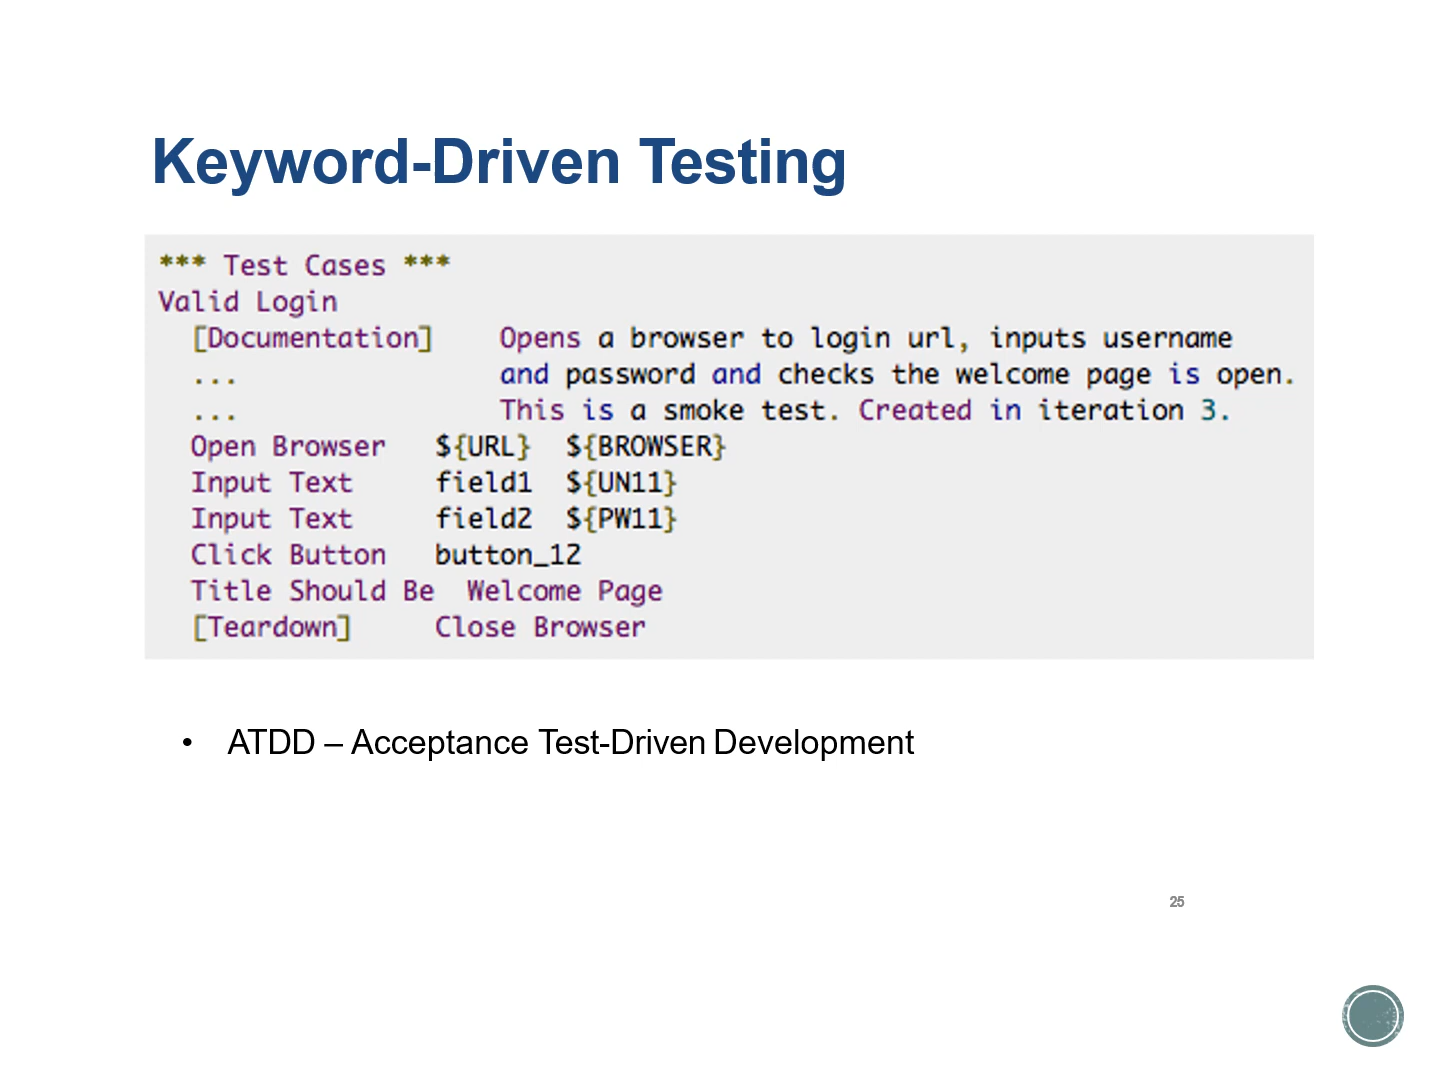 Keyword-Driven Testing
*** Test Cases ***
Valid Login
[Documentation] Opens a browser to login url, inputs username
... and password and checks the welcome page is open.
... This is a smoke test. Created in iteration 3.
Open Browser ${URL} ${BROWSER}
Input Text field1 ${UN11}
Input Text field2 ${PW11}
Click Button button_12
Title Should Be Welcome Page
[Teardown] Close Browser
• ATDD – Acceptance Test-Driven Development
25